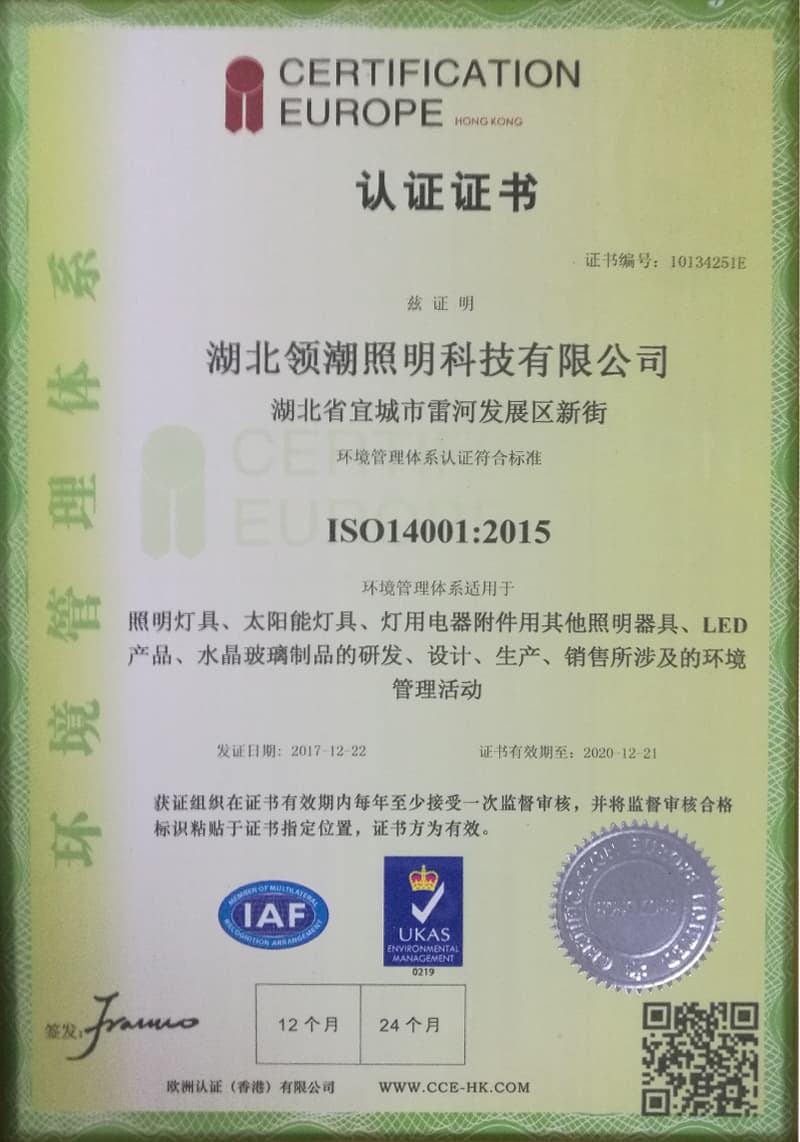 CERTIFICATION
EUROPE HONG KONG
认证证书
证书编号：10134251E
兹 证 明
湖北领潮照明科技有限公司
湖北省宜城市雷河发展区新街
环境管理体系认证符合标准
ISO14001:2015
环境管理体系适用于
照明灯具、太阳能灯具、灯用电器附件用其他照明器具、LED
产品、水晶玻璃制品的研发、设计、生产、销售所涉及的环境
管理活动
发证日期: 2017-12-22
证书有效期至: 2020-12-21
获证组织在证书有效期内每年至少接受一次监督审核，并将监督审核合格
标识粘贴于证书指定位置，证书方为有效。
环境管理体系
MEMBER OF MULTILATERAL
IAF
RECOGNITION ARRANGEMENT
UKAS
ENVIRONMENTAL
MANAGEMENT
0219
CERTIFICATION EUROPE LIMITED
签发:
12 个月
24 个月
欧洲认证（香港）有限公司
WWW.CCE-HK.COM